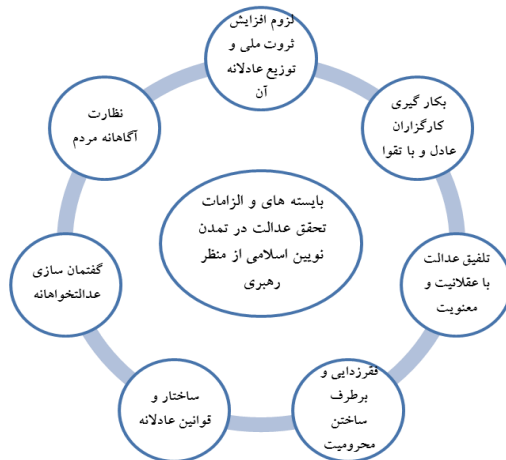 لزوم افزایش
ثروت ملی و
توزیع عادلانه
آن
بکار گیری
کارگزاران
عادل و با تقوا
تلفیق عدالت
با عقلانیت و
معنویت
فقرزدایی و
برطرف
ساختن
محرومیت
ساختار و
قوانین عادلانه
گفتمان سازی
عدالتخواهانه
نظارت
آگاهانه مردم
بایسته های و الزامات
تحقق عدالت در تمدن
نویین اسلامی از منظر
رهبری